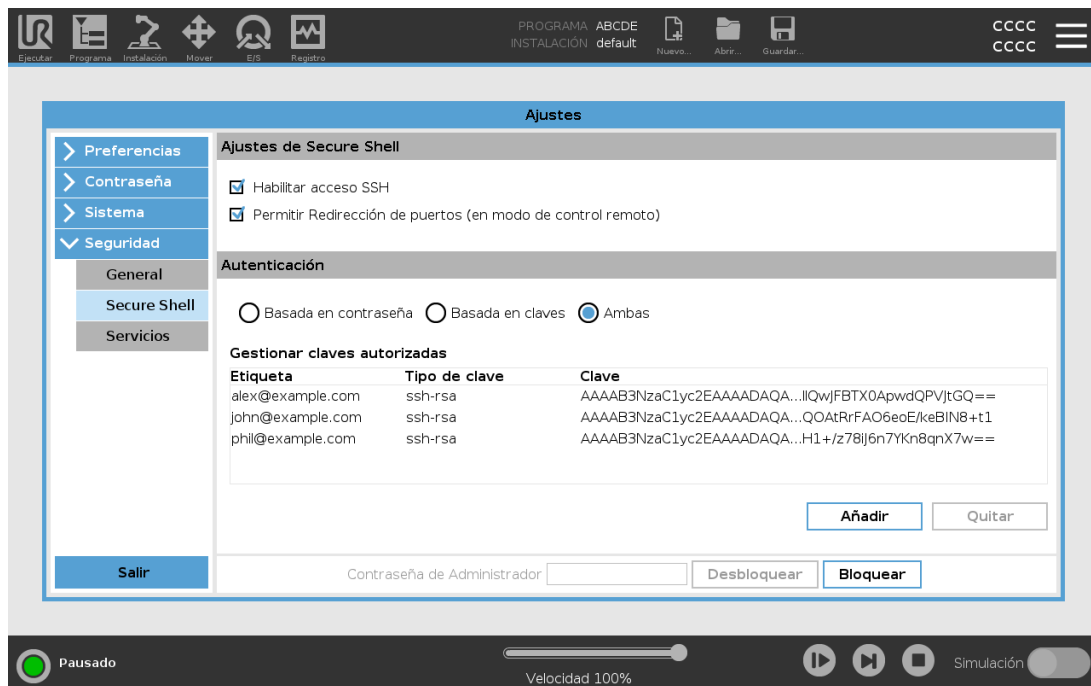 PROGRAMA ABCDE
INSTALACIÓN default
CCCC
CCCC
Ejecutar Programa Instalación Mover E/S Registro Nuevo... Abrir... Guardar...
Ajustes
Preferencias
Contraseña
Sistema
Seguridad
General
Secure Shell
Servicios
Salir
Ajustes de Secure Shell
Habilitar acceso SSH
Permitir Redirección de puertos (en modo de control remoto)
Autenticación
Basada en contraseña Basada en claves Ambas
Gestionar claves autorizadas
Etiqueta Tipo de clave Clave
alex@example.com ssh-rsa AAAAB3NzaC1yc2EAAAADAQA...IlQwJFBTX0ApwdQPVJtGQ==
john@example.com ssh-rsa AAAAB3NzaC1yc2EAAAADAQA...QOAtRrFAO6eoE/keBIN8+t1
phil@example.com ssh-rsa AAAAB3NzaC1yc2EAAAADAQA...H1+/z78iJ6n7YKn8qnX7w==
Añadir Quitar
Contraseña de Administrador Desbloquear Bloquear
Pausado
Velocidad 100%
Simulación